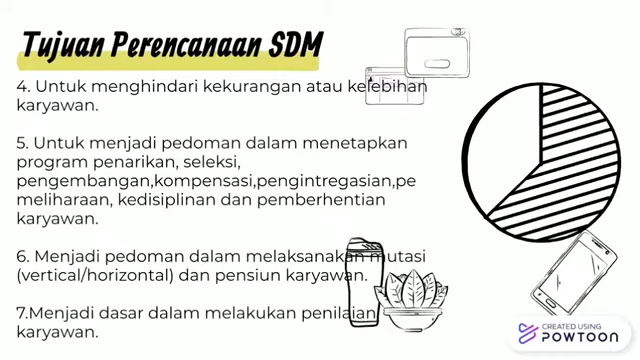 Tujuan Perencanaan SDM
4. Untuk menghindari kekurangan atau kelebihan
karyawan.
5. Untuk menjadi pedoman dalam menetapkan
program penarikan, seleksi,
pengembangan,kompensasi,pengintregasian,pe
meliharaan, kedisiplinan dan pemberhentian
karyawan.
6. Menjadi pedoman dalam melaksanakan mutasi
(vertical/horizontal) dan pensiun karyawan.
7.Menjadi dasar dalam melakukan penilaian
karyawan.
CREATED USING
POWTOON